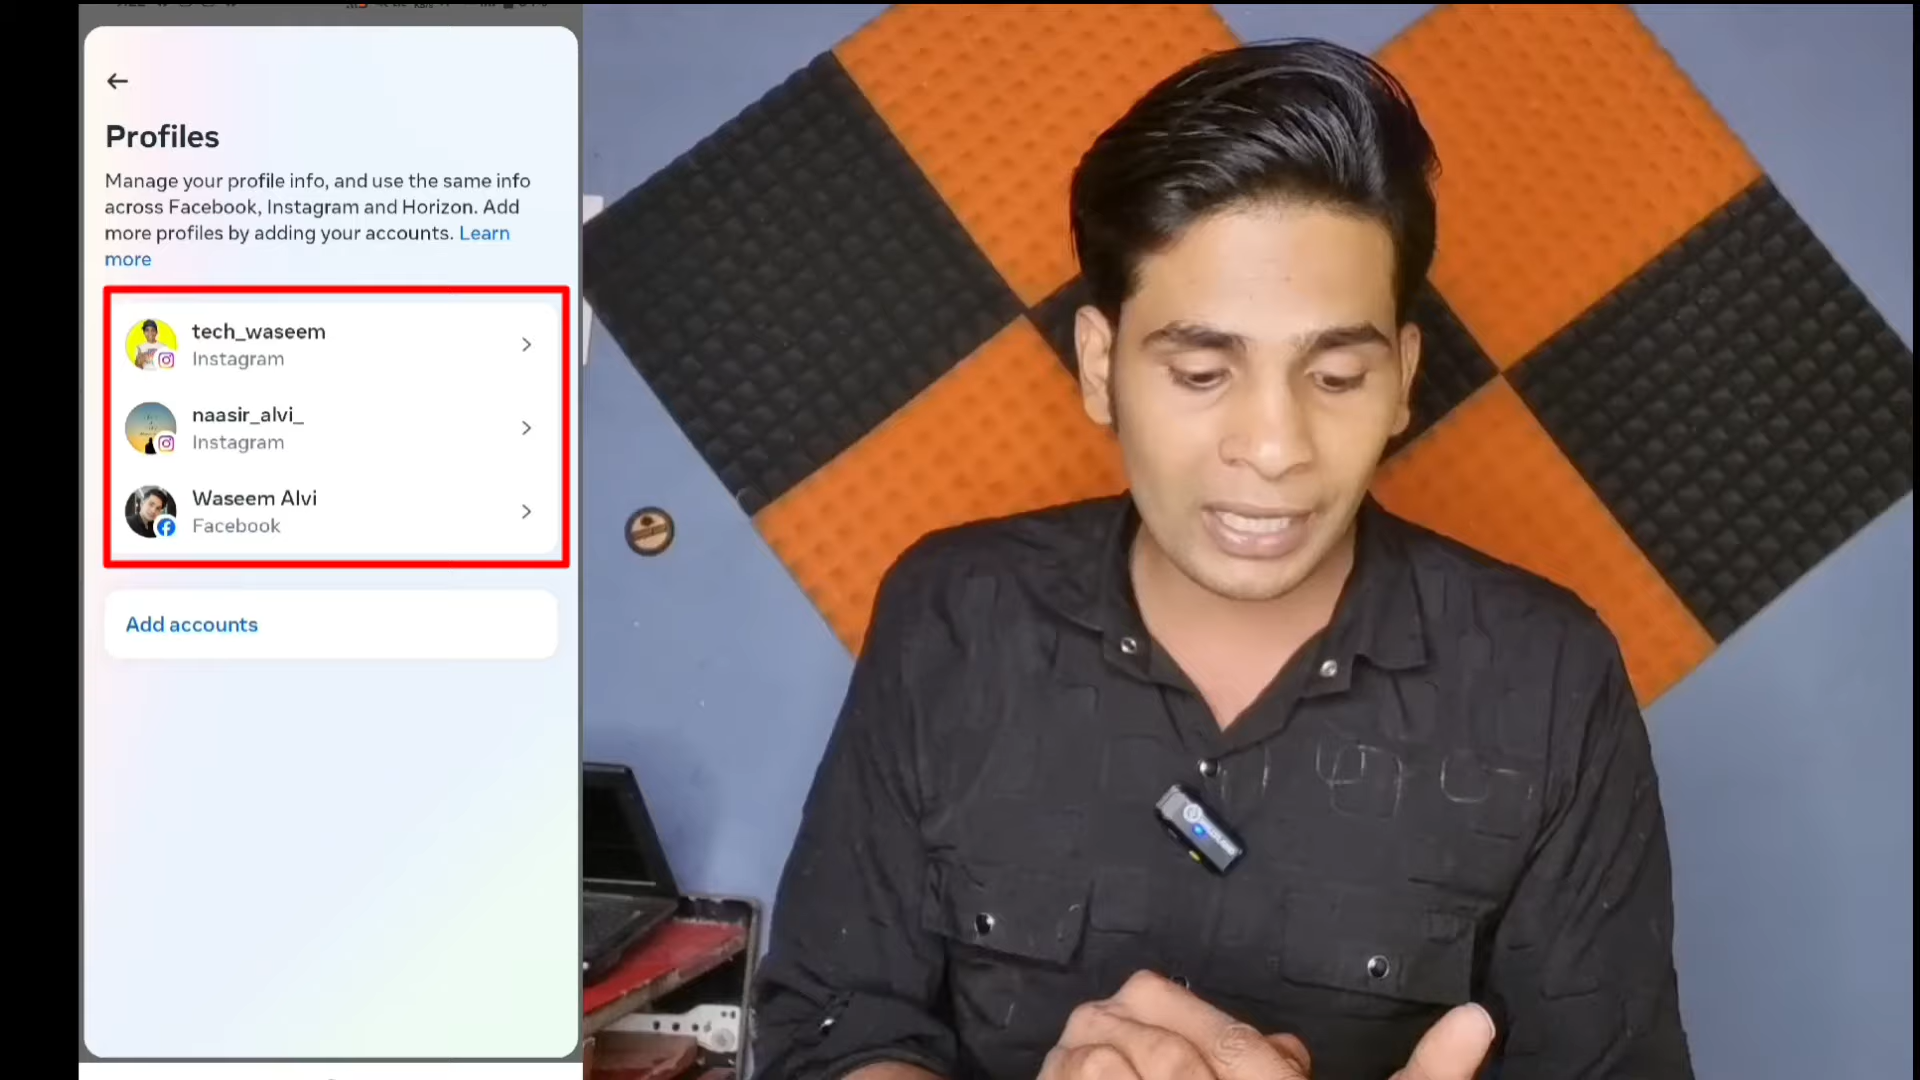 Profiles
Manage your profile info, and use the same info
across Facebook, Instagram and Horizon. Add
more profiles by adding your accounts. Learn
more
tech_waseem
Instagram
naasir_alvi_
Instagram
Waseem Alvi
Facebook
Add accounts